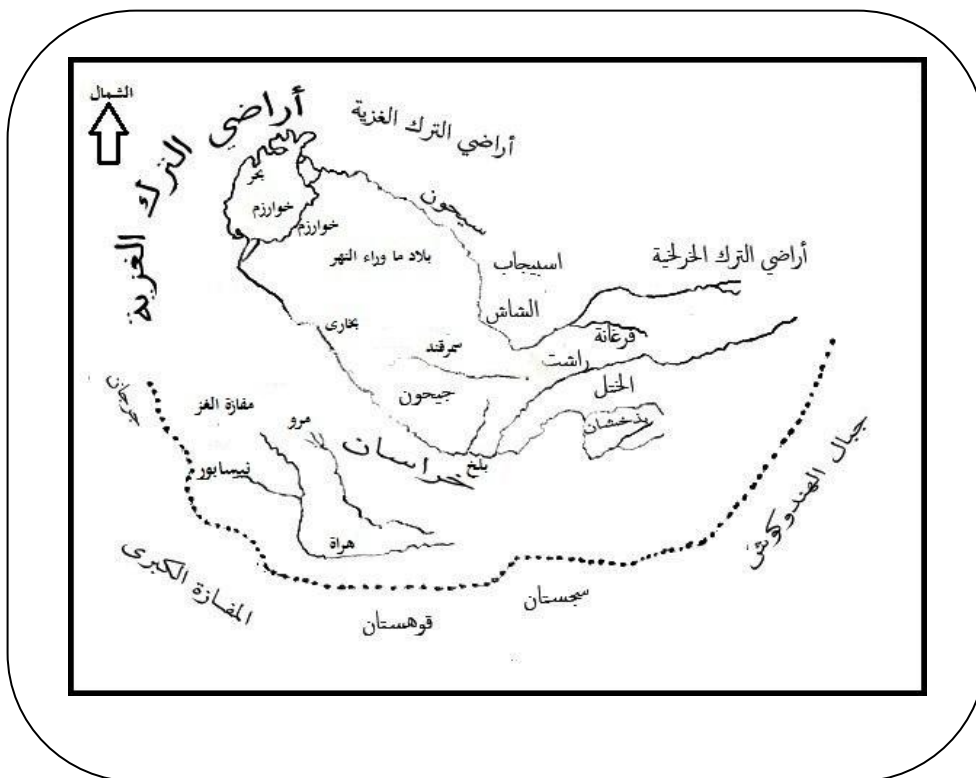 الشمال
أراضي الترك الغزية
أراضي الترك الغزية
بحر
خوارزم
خوارزم
سيحون
بلاد ما وراء النهر
اسبيجاب
أراضي الترك الخرلخية
الشاش
بخارى
سمرقند
فرغانة
راشت
الختل
جيحون
بذخشان
جرجان
مفازة الغز
مرو
خراسان
بلخ
نيسابور
هراة
جبال الهندوكوش
المفازة الكبرى
قوهستان
سجستان